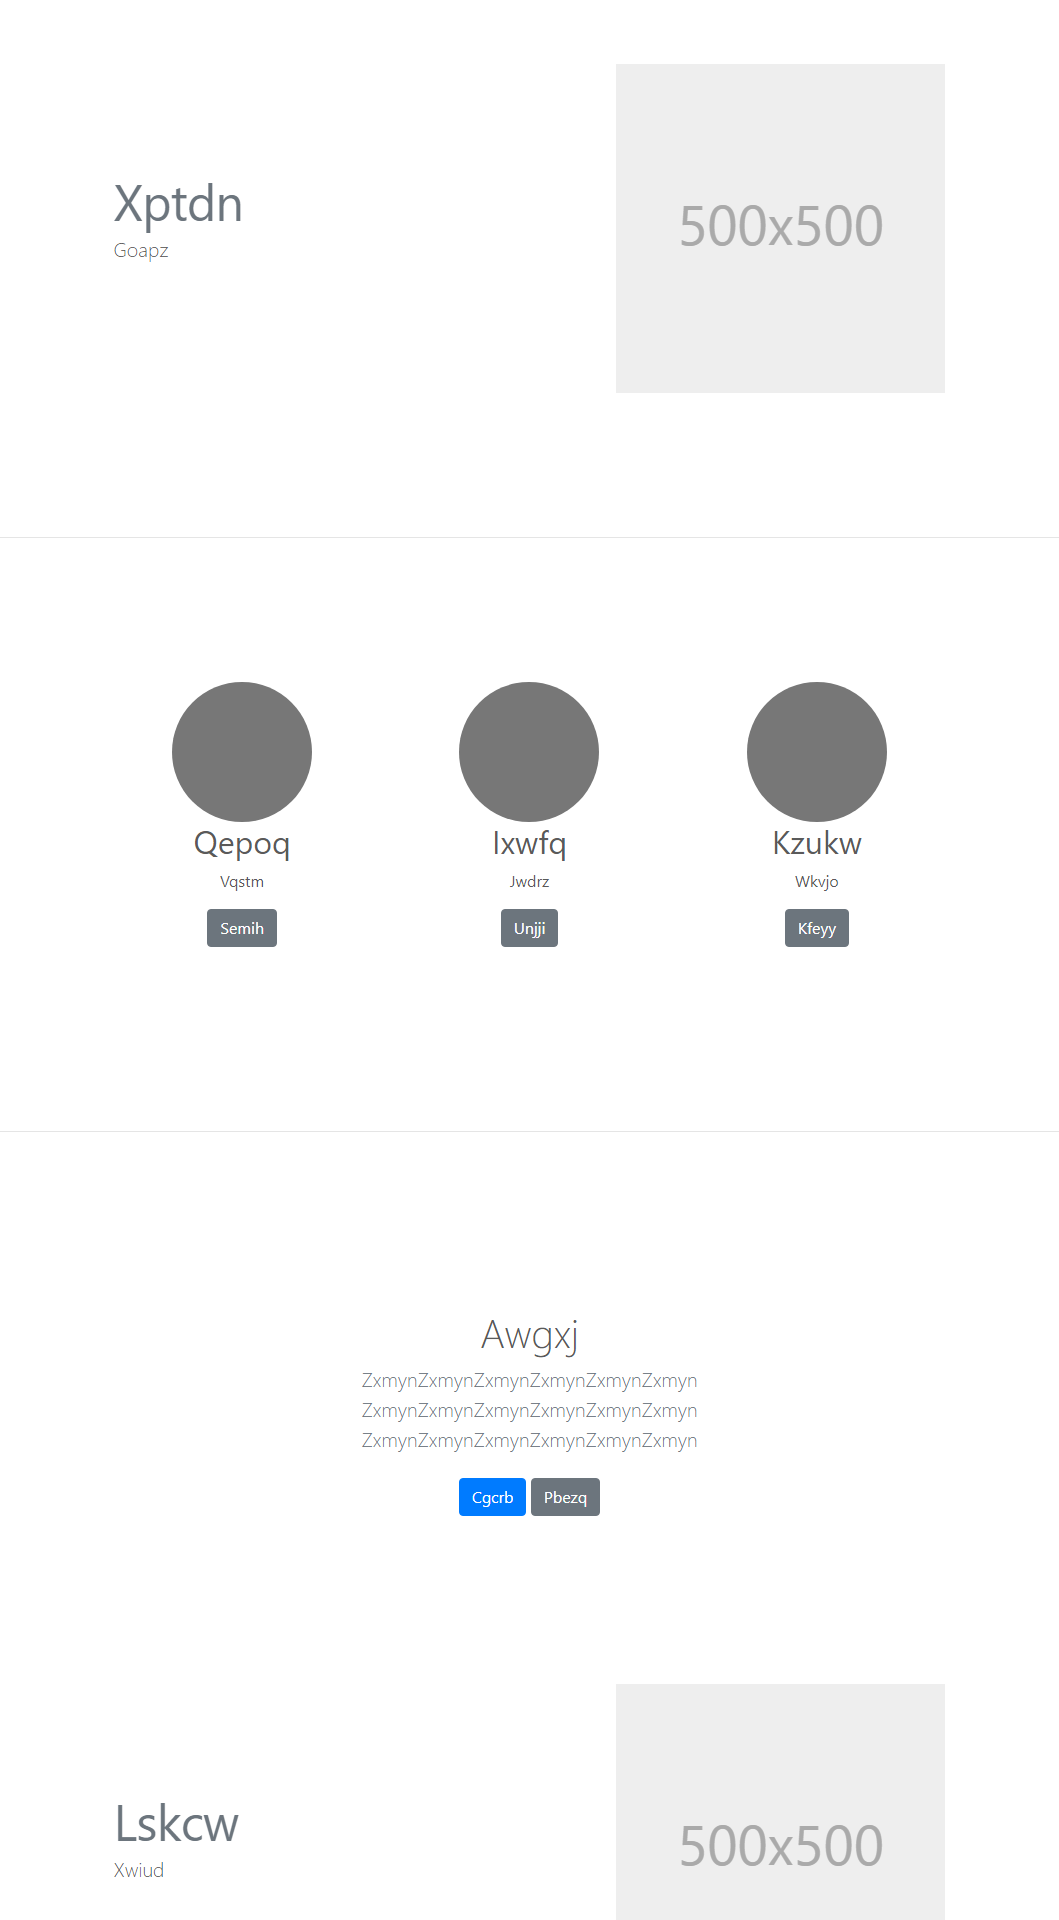 Xptdn
Goapz
500x500
Qepoq
Vqstm
Semih
Ixwfq
Jwdrz
Unjji
Kzukw
Wkvjo
Kfeyy
Awgxj
ZxmynZxmynZxmynZxmynZxmynZxmyn
ZxmynZxmynZxmynZxmynZxmynZxmyn
ZxmynZxmynZxmynZxmynZxmynZxmyn
Cgcrb Pbezq
Lskcw
Xwiud
500x500